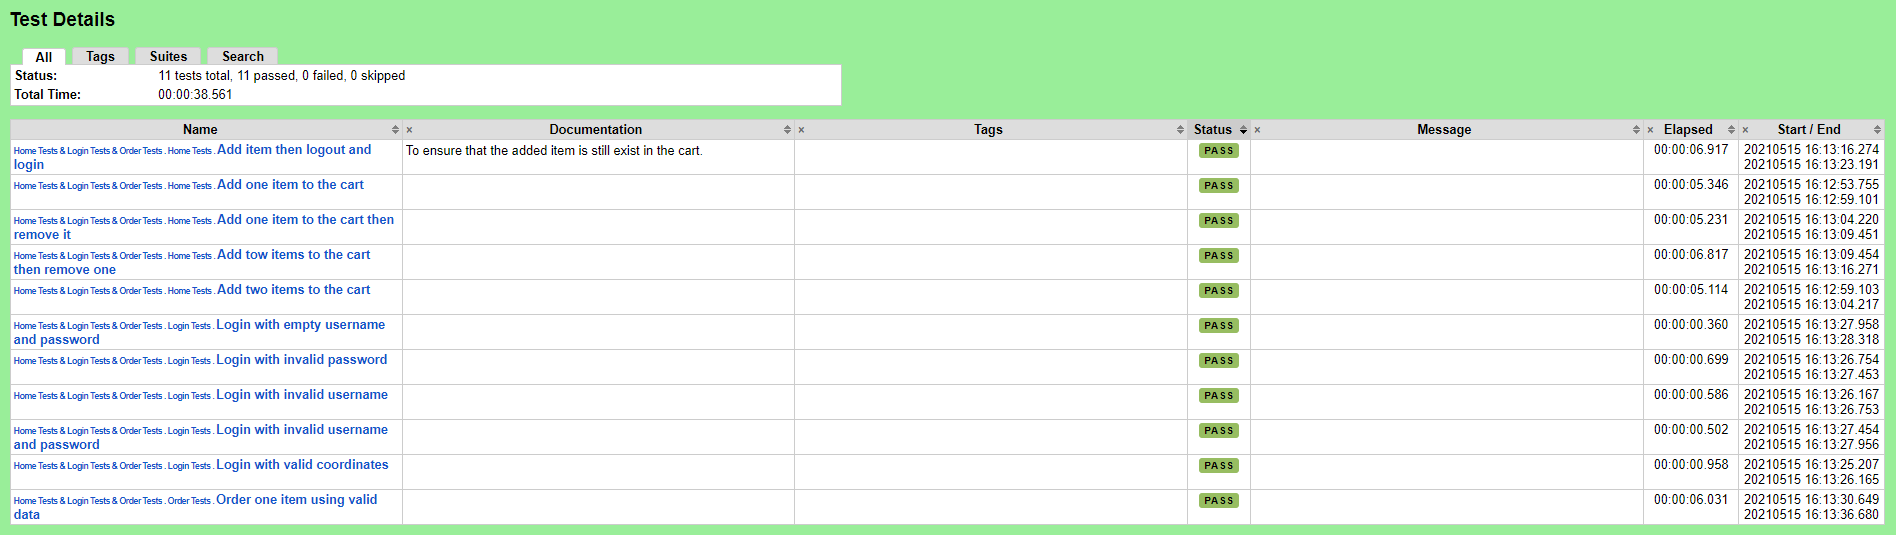 Test Details
All Tags Suites Search
Status: 11 tests total, 11 passed, 0 failed, 0 skipped
Total Time: 00:00:38.561
Name × Documentation × Tags Status × Message × Elapsed × Start / End
Home Tests & Login Tests & Order Tests . Home Tests . Add item then logout and To ensure that the added item is still exist in the cart. PASS 00:00:06.917 20210515 16:13:16.274
login 20210515 16:13:23.191
Home Tests & Login Tests & Order Tests . Home Tests . Add one item to the cart PASS 00:00:05.346 20210515 16:12:53.755
20210515 16:12:59.101
Home Tests & Login Tests & Order Tests . Home Tests . Add one item to the cart then PASS 00:00:05.231 20210515 16:13:04.220
remove it 20210515 16:13:09.451
Home Tests & Login Tests & Order Tests . Home Tests . Add tow items to the cart PASS 00:00:06.817 20210515 16:13:09.454
then remove one 20210515 16:13:16.271
Home Tests & Login Tests & Order Tests . Home Tests . Add two items to the cart PASS 00:00:05.114 20210515 16:12:59.103
20210515 16:13:04.217
Home Tests & Login Tests & Order Tests . Login Tests . Login with empty username PASS 00:00:00.360 20210515 16:13:27.958
and password 20210515 16:13:28.318
Home Tests & Login Tests & Order Tests . Login Tests . Login with invalid password PASS 00:00:00.699 20210515 16:13:26.754
20210515 16:13:27.453
Home Tests & Login Tests & Order Tests . Login Tests . Login with invalid username PASS 00:00:00.586 20210515 16:13:26.167
20210515 16:13:26.753
Home Tests & Login Tests & Order Tests . Login Tests . Login with invalid username PASS 00:00:00.502 20210515 16:13:27.454
and password 20210515 16:13:27.956
Home Tests & Login Tests & Order Tests . Login Tests . Login with valid coordinates PASS 00:00:00.958 20210515 16:13:25.207
20210515 16:13:26.165
Home Tests & Login Tests & Order Tests . Order Tests . Order one item using valid PASS 00:00:06.031 20210515 16:13:30.649
data 20210515 16:13:36.680